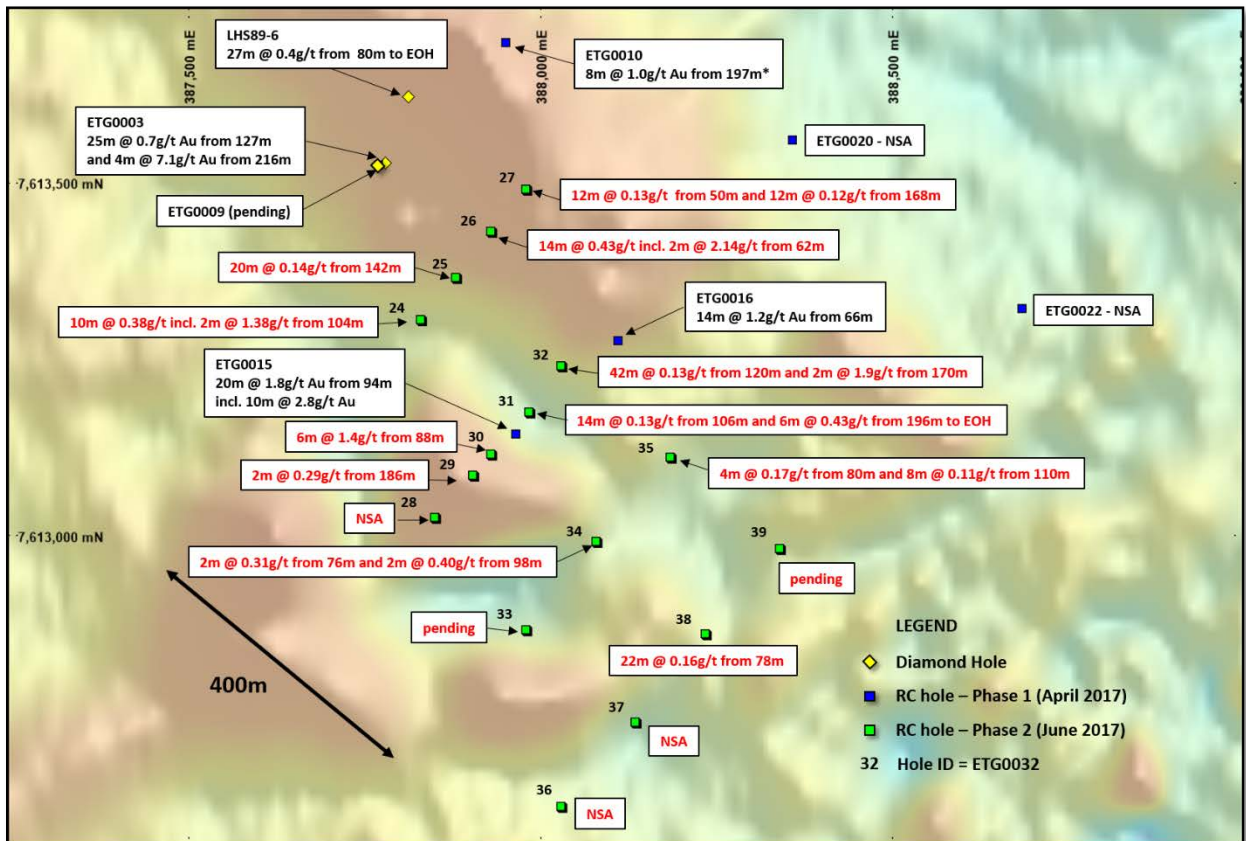 387,500 mE
388,000 mE
388,500 mE
LHS89-6
27m @ 0.4g/t from 80m to EOH
ETG0010
8m @ 1.0g/t Au from 197m*
ETG0003
25m @ 0.7g/t Au from 127m
and 4m @ 7.1g/t Au from 216m
ETG0020 - NSA
7,613,500 mN
27
12m @ 0.13g/t from 50m and 12m @ 0.12g/t from 168m
ETG0009 (pending)
26
14m @ 0.43g/t incl. 2m @ 2.14g/t from 62m
20m @ 0.14g/t from 142m
25
ETG0016
14m @ 1.2g/t Au from 66m
ETG0022 - NSA
24
10m @ 0.38g/t incl. 2m @ 1.38g/t from 104m
ETG0015
20m @ 1.8g/t Au from 94m
incl. 10m @ 2.8g/t Au
32
42m @ 0.13g/t from 120m and 2m @ 1.9g/t from 170m
31
14m @ 0.13g/t from 106m and 6m @ 0.43g/t from 196m to EOH
6m @ 1.4g/t from 88m
30
35
4m @ 0.17g/t from 80m and 8m @ 0.11g/t from 110m
2m @ 0.29g/t from 186m
29
NSA
28
7,613,000 mN
34
2m @ 0.31g/t from 76m and 2m @ 0.40g/t from 98m
39
pending
pending
33
38
22m @ 0.16g/t from 78m
400m
37
NSA
36
NSA
LEGEND
Diamond Hole
RC hole – Phase 1 (April 2017)
RC hole – Phase 2 (June 2017)
32 Hole ID = ETG0032